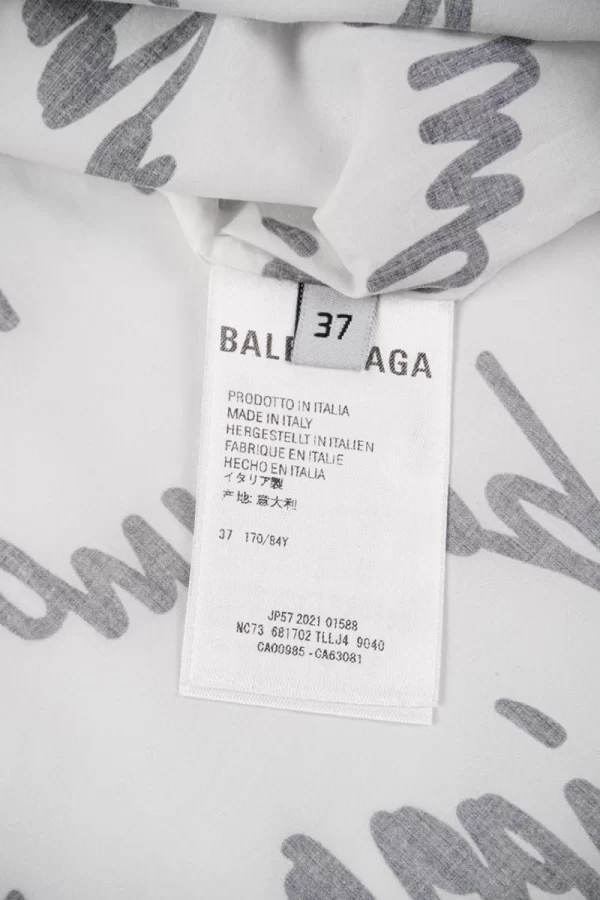 37
BALE AGA
PRODOTTO IN ITALIA
MADE IN ITALY
HERGESTELLT IN ITALIEN
FABRIQUE EN ITALIE
HECHO EN ITALIA
イタリア製
产地: 意大利
37 170/84Y
JP57 2021 01588
NC73 681702 TLLJ4 9040
CA00985 - CA63081